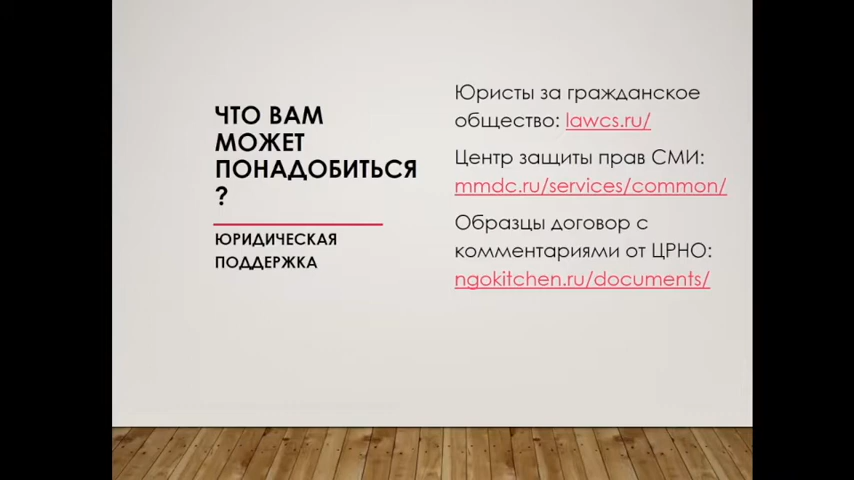 ЧТО ВАМ
МОЖЕТ
ПОНАДОБИТЬСЯ
?
ЮРИДИЧЕСКАЯ
ПОДДЕРЖКА
Юристы за гражданское
общество: lawcs.ru/
Центр защиты прав СМИ:
mmdc.ru/services/common/
Образцы договор с
комментариями от ЦРНО:
ngokitchen.ru/documents/